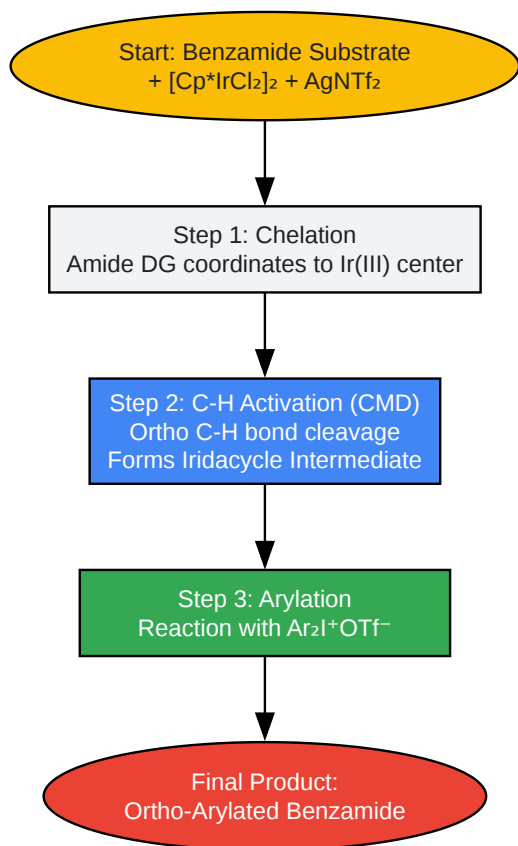 Start: Benzamide Substrate
+ [Cp*IrCl₂]₂ + AgNTf₂
Step 1: Chelation
Amide DG coordinates to Ir(III) center
Step 2: C-H Activation (CMD)
Ortho C-H bond cleavage
Forms Iridacycle Intermediate
Step 3: Arylation
Reaction with Ar₂I⁺OTf⁻
Final Product:
Ortho-Arylated Benzamide